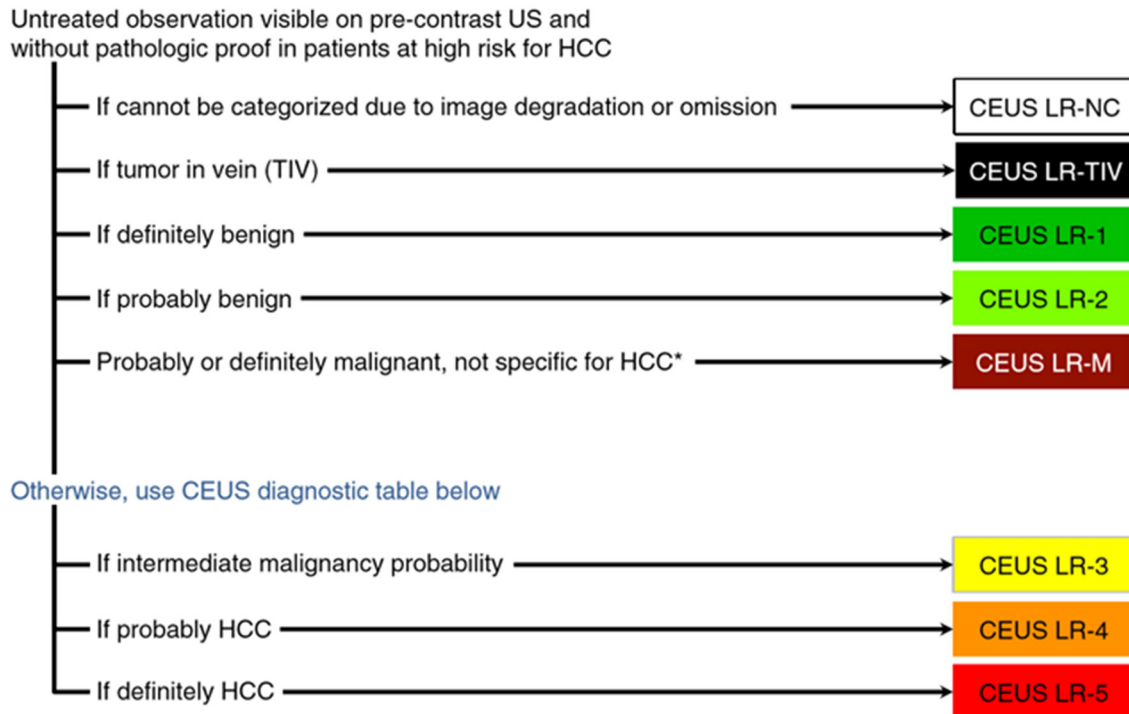 Untreated observation visible on pre-contrast US and
without pathologic proof in patients at high risk for HCC
If cannot be categorized due to image degradation or omission CEUS LR-NC
If tumor in vein (TIV) CEUS LR-TIV
If definitely benign CEUS LR-1
If probably benign CEUS LR-2
Probably or definitely malignant, not specific for HCC* CEUS LR-M
Otherwise, use CEUS diagnostic table below
If intermediate malignancy probability CEUS LR-3
If probably HCC CEUS LR-4
If definitely HCC CEUS LR-5